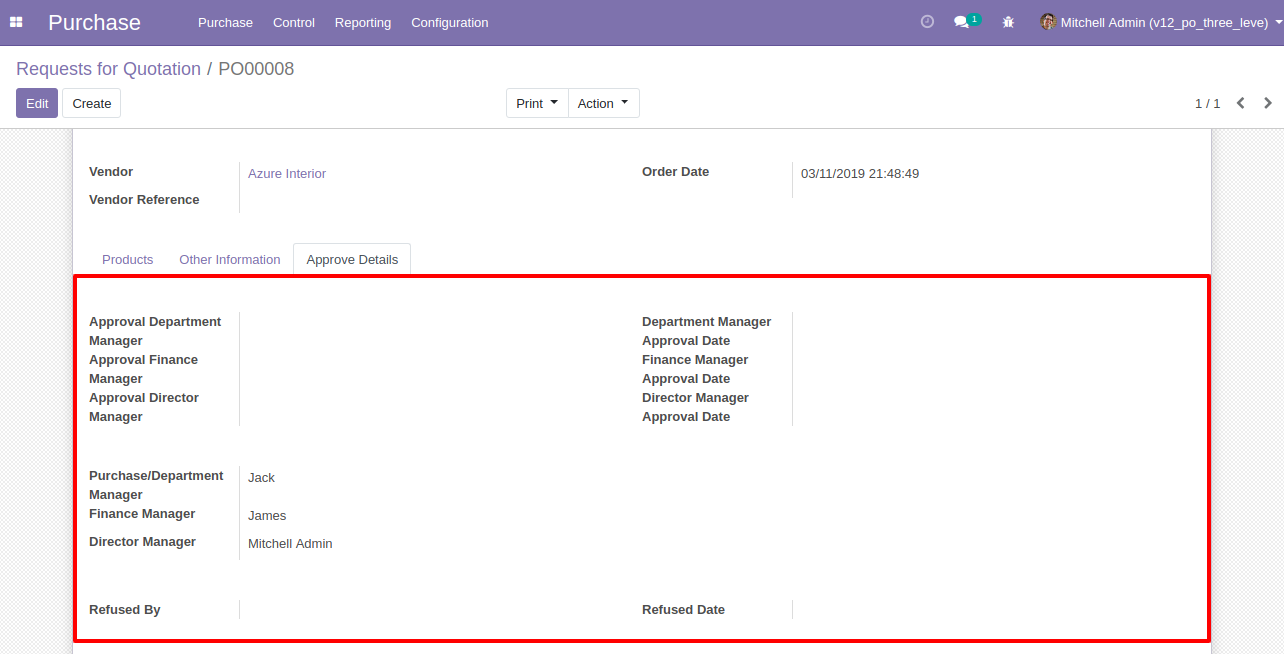 Purchase
Purchase Control Reporting Configuration
1
Mitchell Admin (v12_po_three_leve)
Requests for Quotation / PO00008
Edit Create
Print Action
1 / 1
Vendor Azure Interior Order Date 03/11/2019 21:48:49
Vendor Reference
Products Other Information Approve Details
Approval Department Department Manager
Manager Approval Date
Approval Finance Finance Manager
Manager Approval Date
Approval Director Director Manager
Manager Approval Date
Purchase/Department Jack
Manager
Finance Manager James
Director Manager Mitchell Admin
Refused By Refused Date